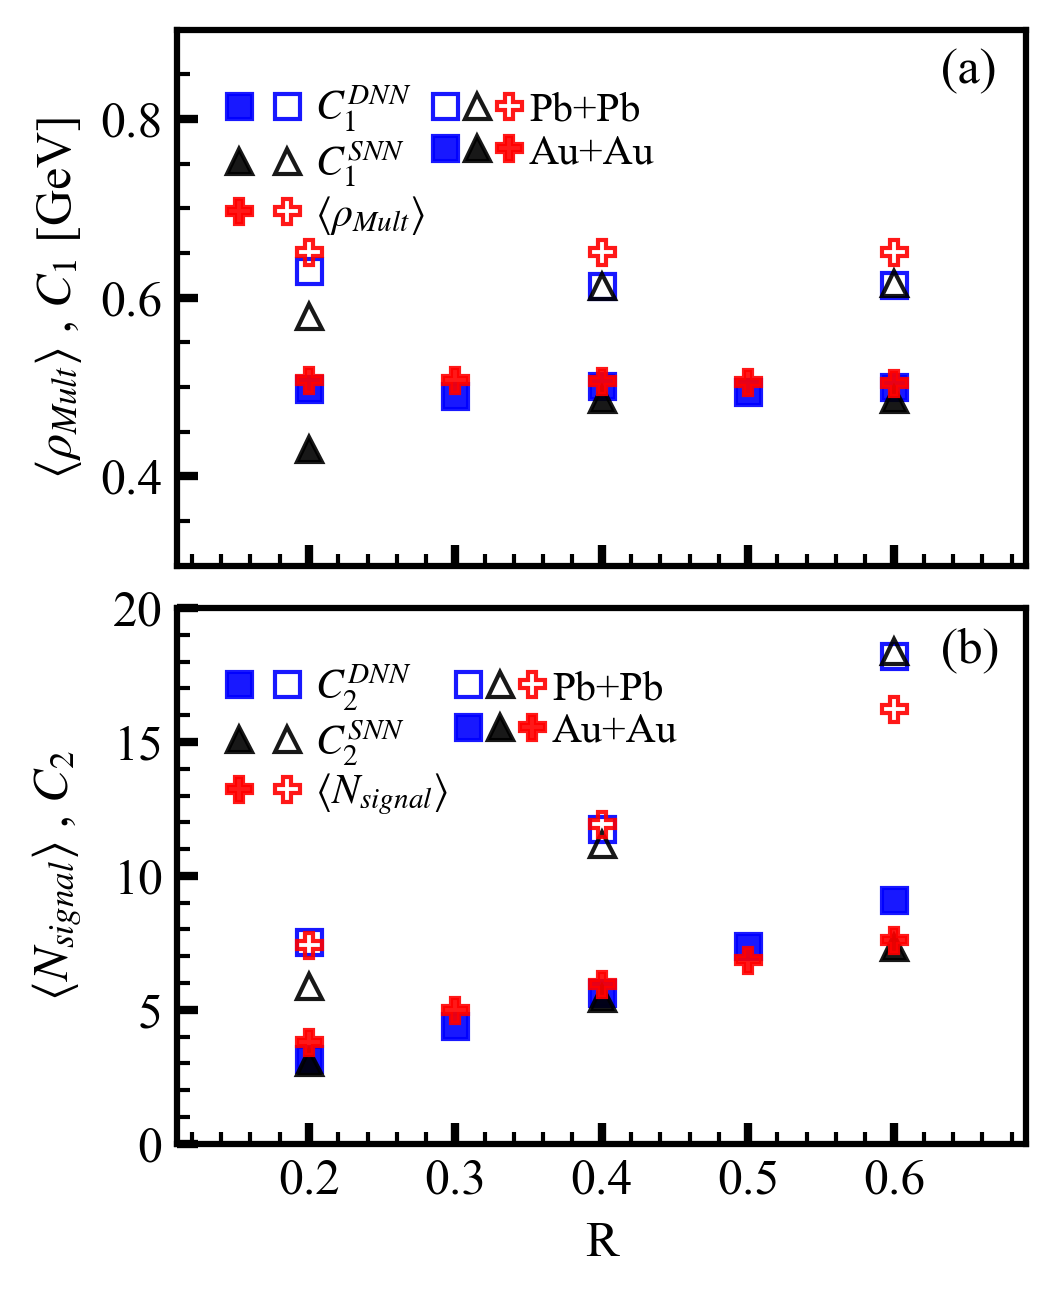 (a)
C_1^{DNN} Pb+Pb
C_1^{SNN} Au+Au
⟨ρ_{Mult}⟩
⟨ρ_{Mult}⟩ , C_1 [GeV]
0.8
0.6
0.4
(b)
C_2^{DNN} Pb+Pb
C_2^{SNN} Au+Au
⟨N_{signal}⟩
⟨N_{signal}⟩ , C_2
20
15
10
5
0
0.2 0.3 0.4 0.5 0.6
R